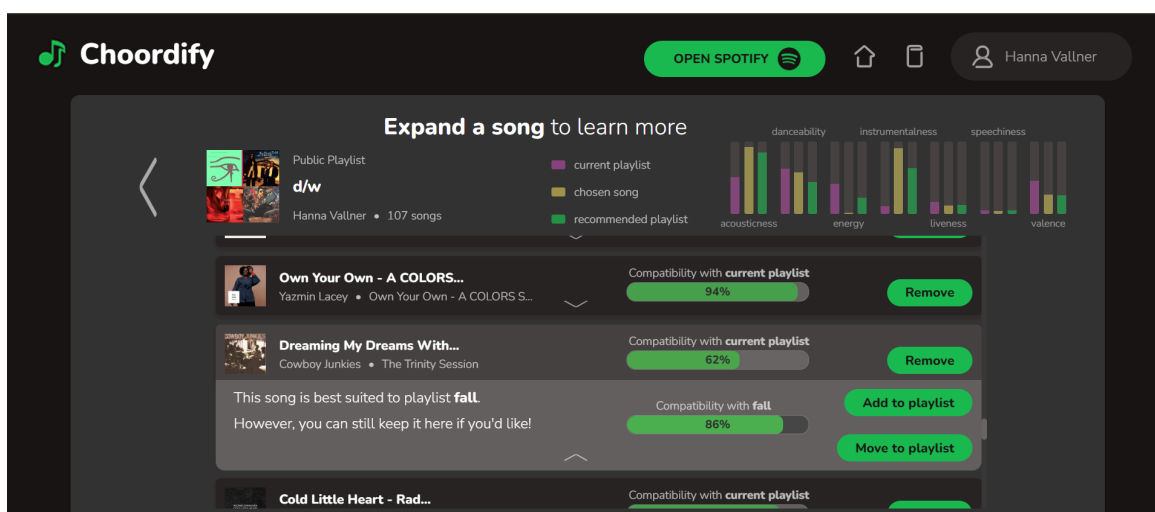 Choordify
OPEN SPOTIFY
Hanna Vallner
Expand a song to learn more
Public Playlist
d/w
Hanna Vallner • 107 songs
current playlist
chosen song
recommended playlist
danceability
instrumentalness
speechiness
acousticness
energy
liveness
valence
Own Your Own - A COLORS...
Yazmin Lacey • Own Your Own - A COLORS S...
Compatibility with current playlist
94%
Remove
Dreaming My Dreams With...
Cowboy Junkies • The Trinity Session
Compatibility with current playlist
62%
Remove
This song is best suited to playlist fall.
However, you can still keep it here if you'd like!
Compatibility with fall
86%
Add to playlist
Move to playlist
Cold Little Heart - Rad...
Compatibility with current playlist